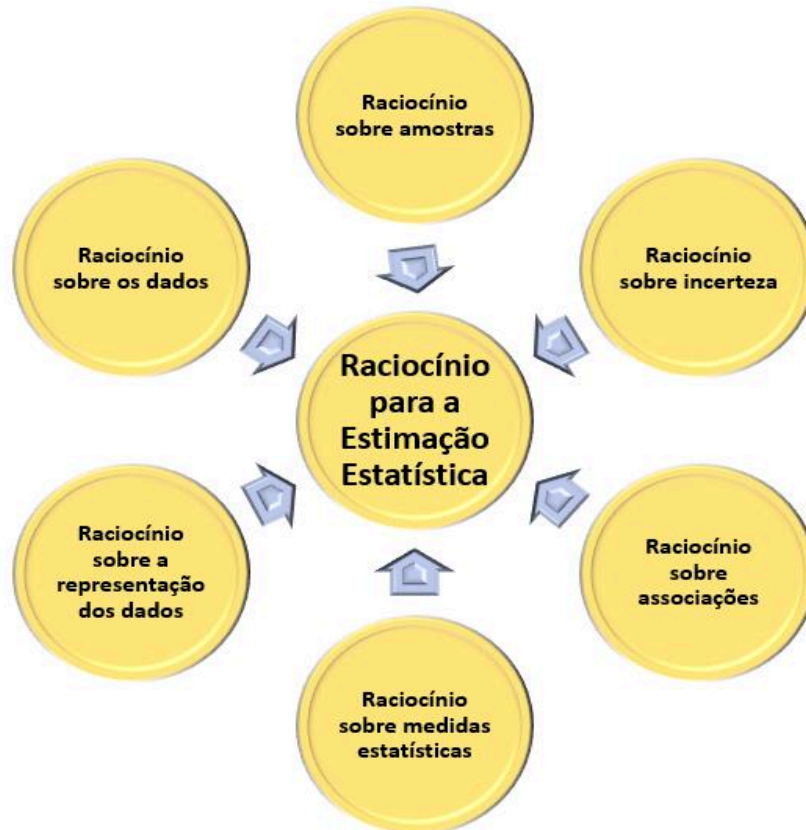 Raciocínio
sobre amostras
Raciocínio
sobre os dados
Raciocínio
sobre incerteza
Raciocínio
para a
Estimação
Estatística
Raciocínio
sobre a
representação
dos dados
Raciocínio
sobre
associações
Raciocínio
sobre medidas
estatísticas